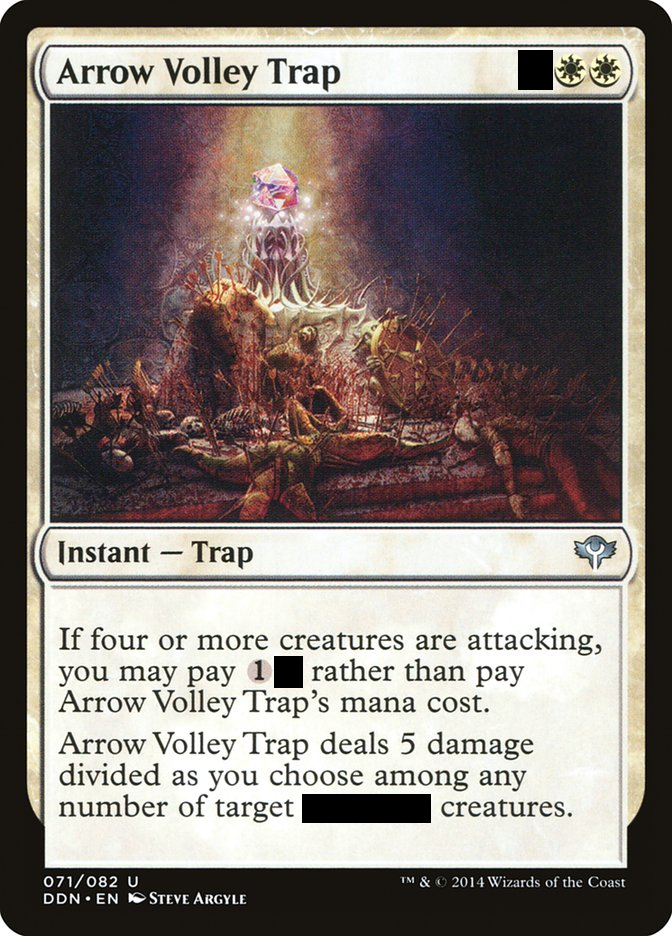 Arrow Volley Trap
Instant — Trap
If four or more creatures are attacking,
you may pay 1 rather than pay
Arrow Volley Trap's mana cost.
Arrow Volley Trap deals 5 damage
divided as you choose among any
number of target creatures.
071/082 U
DDN • EN Steve Argyle
™ & © 2014 Wizards of the Coast